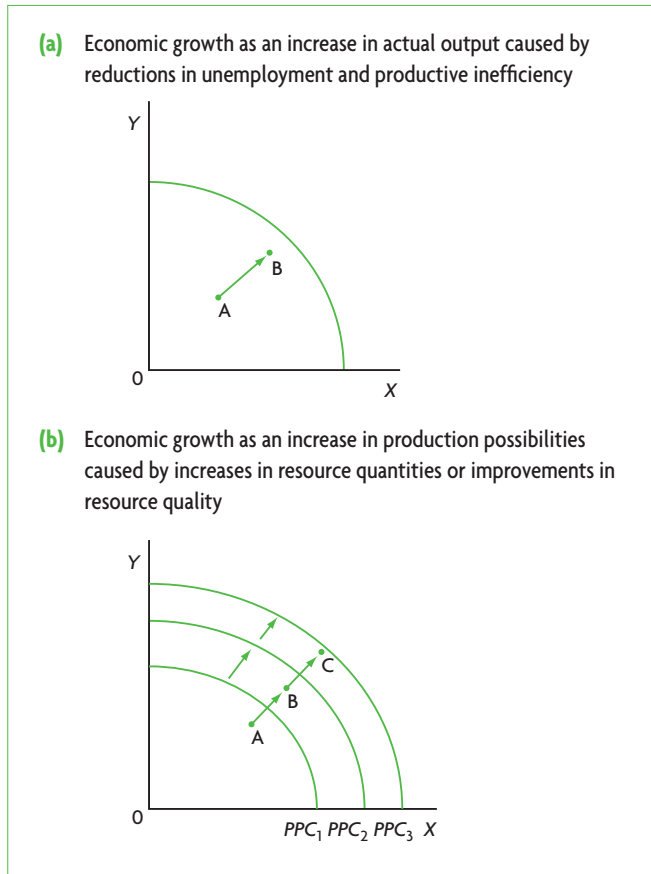 (a) Economic growth as an increase in actual output caused by
reductions in unemployment and productive inefficiency
Y
B
A
0
X
(b) Economic growth as an increase in production possibilities
caused by increases in resource quantities or improvements in
resource quality
Y
C
B
A
0
PPC₁ PPC₂ PPC₃ X